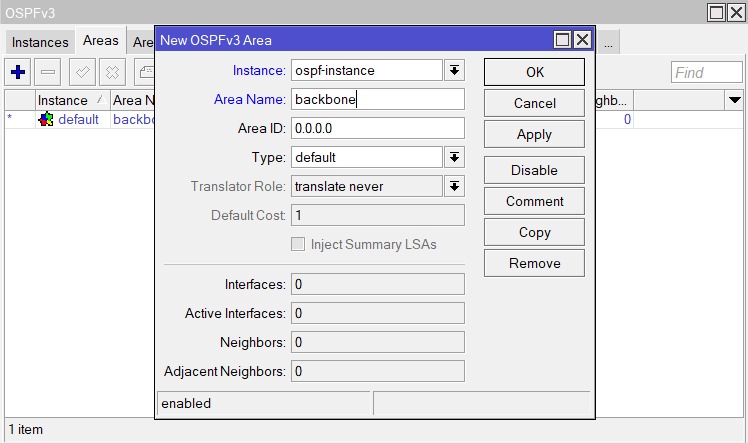 OSPFv3
Instances Areas Are ...
New OSPFv3 Area
Find
Instance Area N ghb...
* default backbo 0
Instance: ospf-instance
Area Name: backbone
Area ID: 0.0.0.0
Type: default
Translator Role: translate never
Default Cost: 1
Inject Summary LSAs
Interfaces: 0
Active Interfaces: 0
Neighbors: 0
Adjacent Neighbors: 0
enabled
OK
Cancel
Apply
Disable
Comment
Copy
Remove
1 item